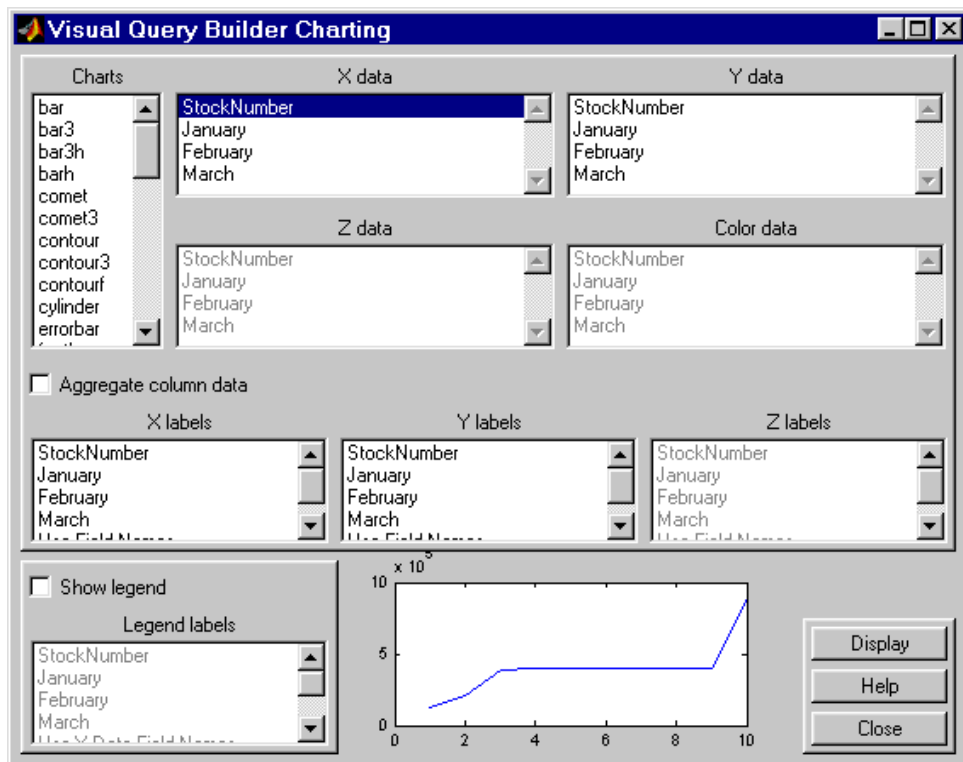 Visual Query Builder Charting
Charts
bar
bar3
bar3h
barh
comet
comet3
contour
contour3
contourf
cylinder
errorbar
X data
StockNumber
January
February
March
Y data
StockNumber
January
February
March
Z data
StockNumber
January
February
March
Color data
StockNumber
January
February
March
Aggregate column data
X labels
StockNumber
January
February
March
Y labels
StockNumber
January
February
March
Z labels
StockNumber
January
February
March
Show legend
Legend labels
StockNumber
January
February
March
x 10^5
10
5
0
0 2 4 6 8 10
Display
Help
Close